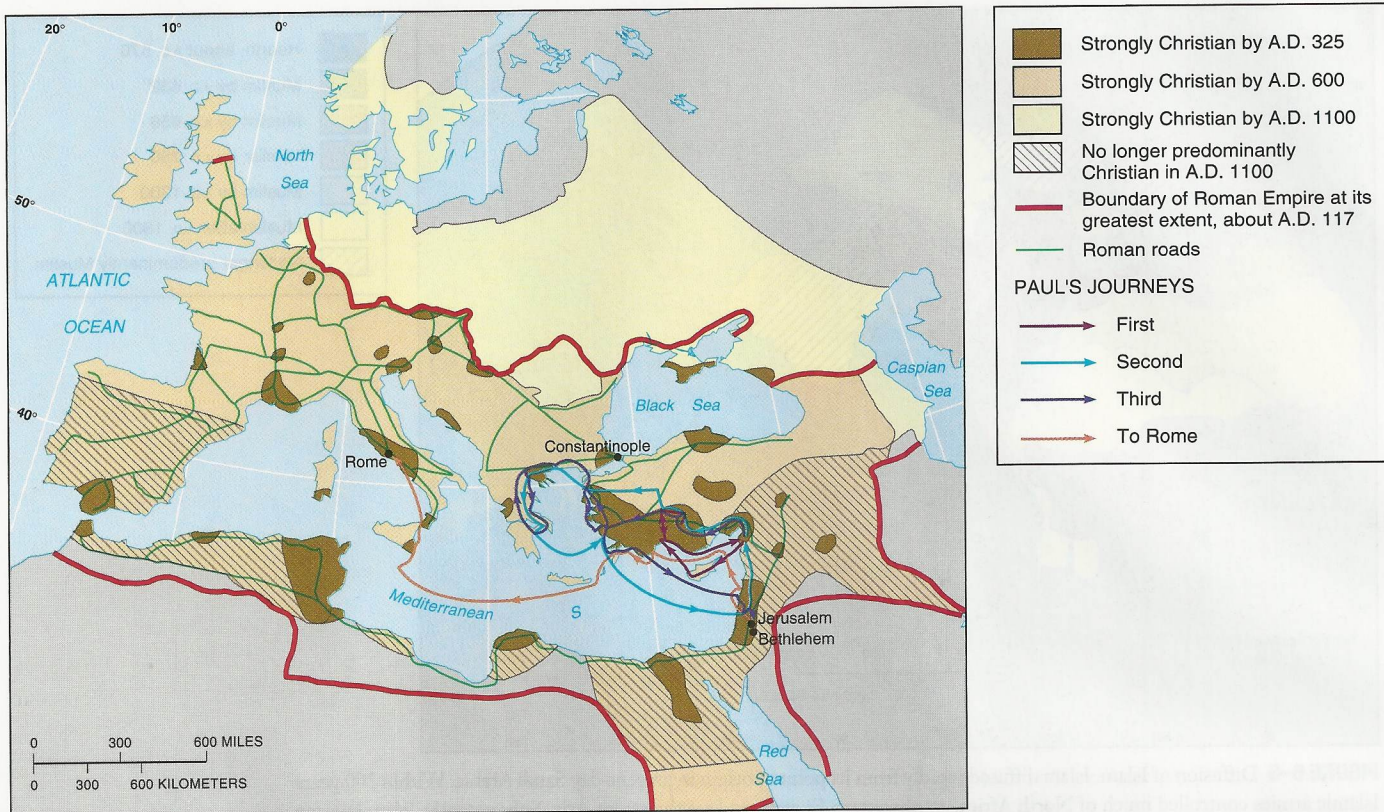 20°
10°
0°
50°
40°
North
Sea
ATLANTIC
OCEAN
Black Sea
Caspian
Sea
Constantinople
Rome
Mediterranean S
Jerusalem
Bethlehem
Red
Sea
0 300 600 MILES
0 300 600 KILOMETERS
Strongly Christian by A.D. 325
Strongly Christian by A.D. 600
Strongly Christian by A.D. 1100
No longer predominantly
Christian in A.D. 1100
Boundary of Roman Empire at its
greatest extent, about A.D. 117
Roman roads
PAUL'S JOURNEYS
First
Second
Third
To Rome